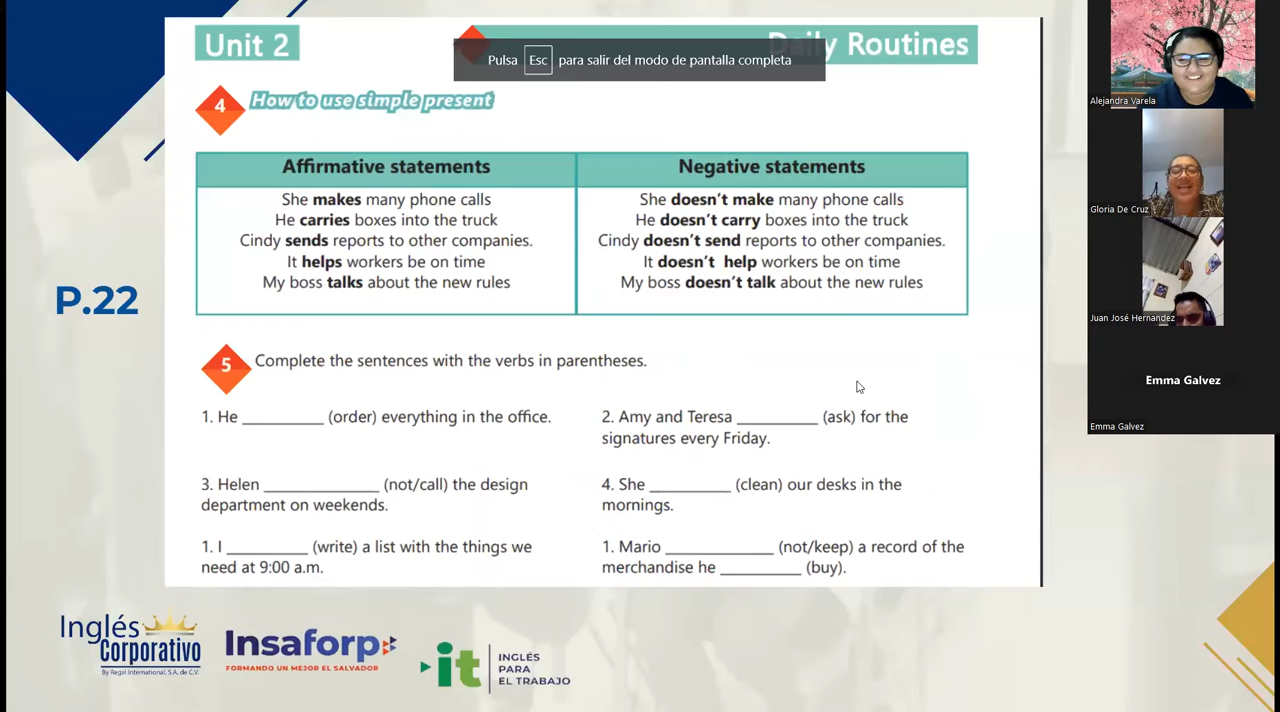 Unit 2
Daily Routines
Pulsa Esc para salir del modo de pantalla completa
4 How to use simple present
Affirmative statements
She makes many phone calls
He carries boxes into the truck
Cindy sends reports to other companies.
It helps workers be on time
My boss talks about the new rules
Negative statements
She doesn't make many phone calls
He doesn't carry boxes into the truck
Cindy doesn't send reports to other companies.
It doesn't help workers be on time
My boss doesn't talk about the new rules
P.22
5 Complete the sentences with the verbs in parentheses.
1. He __________ (order) everything in the office.
2. Amy and Teresa __________ (ask) for the
signatures every Friday.
3. Helen ______________ (not/call) the design
department on weekends.
4. She __________ (clean) our desks in the
mornings.
1. I __________ (write) a list with the things we
need at 9:00 a.m.
1. Mario _____________ (not/keep) a record of the
merchandise he __________ (buy).
Inglés
Corporativo
By Regal International, S.A. de C.V.
Insaforp
FORMANDO UN MEJOR EL SALVADOR
it
INGLÉS
PARA
EL TRABAJO
Alejandra Varela
Gloria De Cruz
Juan José Hernandez
Emma Galvez
Emma Galvez